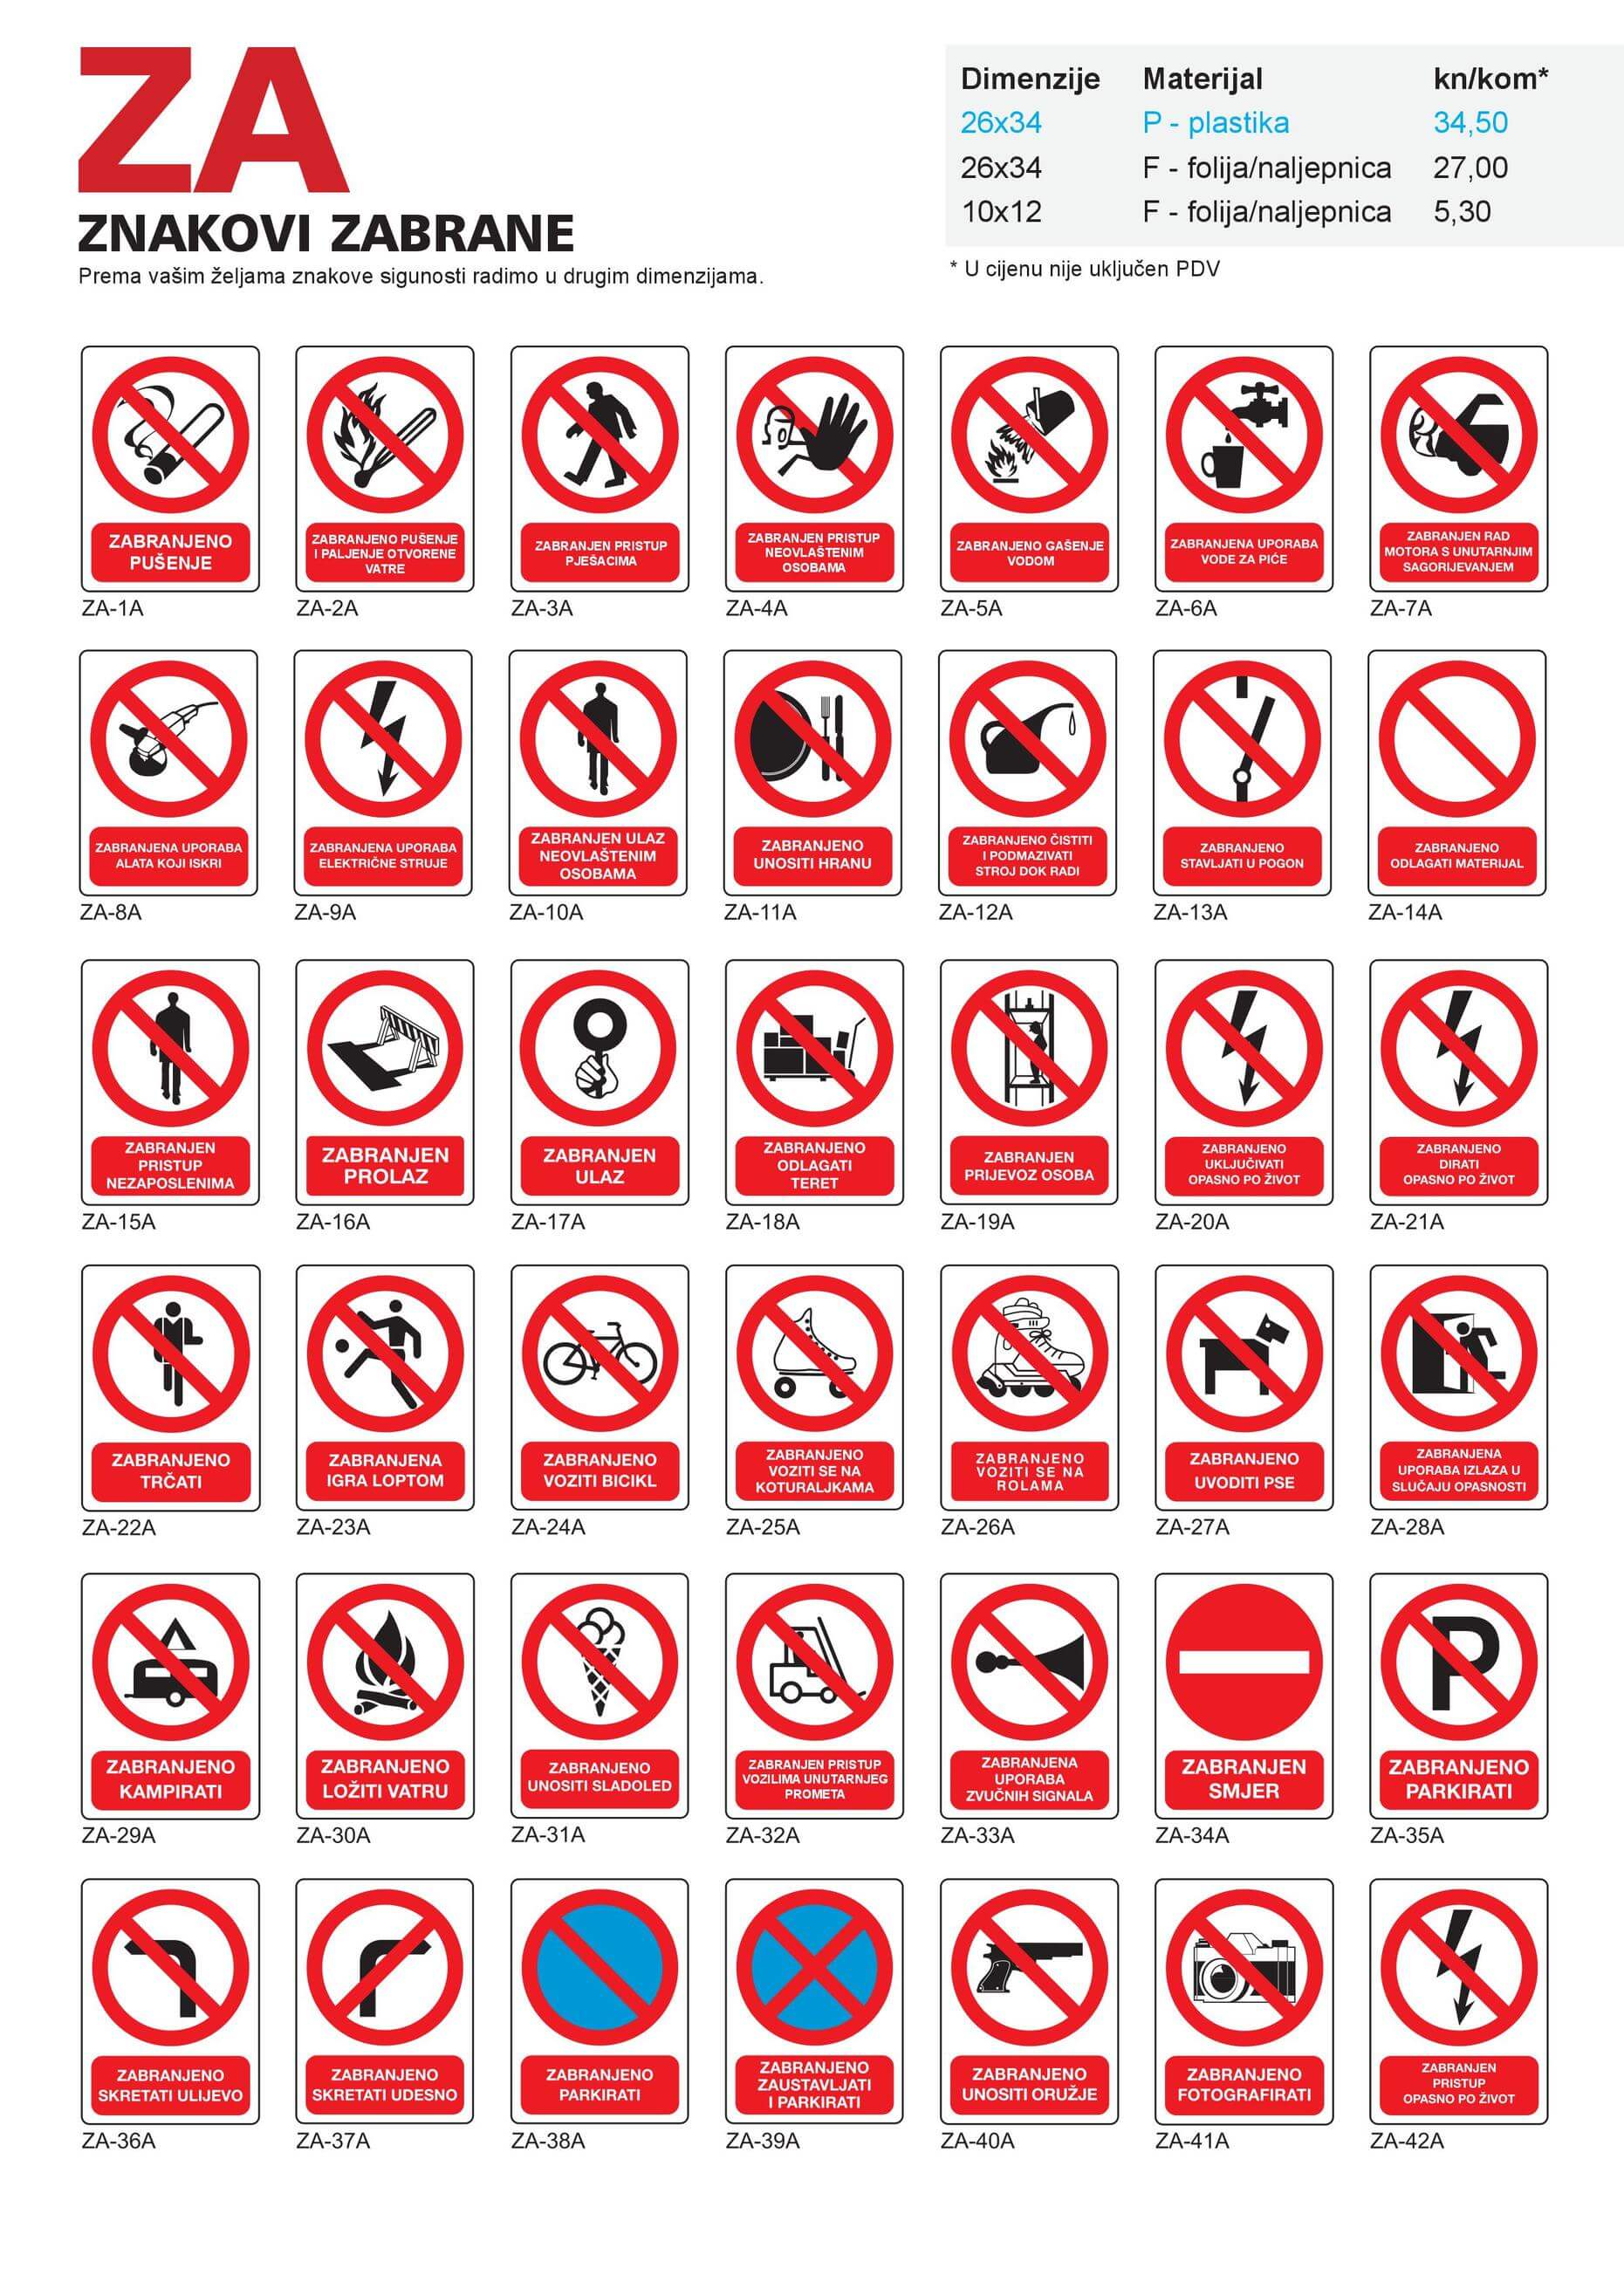 ZA
ZNAKOVI ZABRANE
Prema vašim željama znakove sigunosti radimo u drugim dimenzijama.
Dimenzije Materijal kn/kom*
26x34 P - plastika 34,50
26x34 F - folija/naljepnica 27,00
10x12 F - folija/naljepnica 5,30
* U cijenu nije uključen PDV
ZABRANJENO
PUŠENJE
ZA-1A
ZABRANJENO PUŠENJE
I PALJENJE OTVORENE
VATRE
ZA-2A
ZABRANJEN PRISTUP
PJEŠACIMA
ZA-3A
ZABRANJEN PRISTUP
NEOVLAŠTENIM
OSOBAMA
ZA-4A
ZABRANJENO GAŠENJE
VODOM
ZA-5A
ZABRANJENA UPORABA
VODE ZA PIĆE
ZA-6A
ZABRANJEN RAD
MOTORA S UNUTARNJIM
SAGORIJEVANJEM
ZA-7A
ZABRANJENA UPORABA
ALATA KOJI ISKRI
ZA-8A
ZABRANJENA UPORABA
ELEKTRIČNE STRUJE
ZA-9A
ZABRANJEN ULAZ
NEOVLAŠTENIM
OSOBAMA
ZA-10A
ZABRANJENO
UNOSITI HRANU
ZA-11A
ZABRANJENO ČISTITI
I PODMAZIVATI
STROJ DOK RADI
ZA-12A
ZABRANJENO
STAVLJATI U POGON
ZA-13A
ZABRANJENO
ODLAGATI MATERIJAL
ZA-14A
ZABRANJEN
PRISTUP
NEZAPOSLENIMA
ZA-15A
ZABRANJEN
PROLAZ
ZA-16A
ZABRANJEN
ULAZ
ZA-17A
ZABRANJENO
ODLAGATI
TERET
ZA-18A
ZABRANJEN
PRIJEVOZ OSOBA
ZA-19A
ZABRANJENO
UKLJUČIVATI
OPASNO PO ŽIVOT
ZA-20A
ZABRANJENO
DIRATI
OPASNO PO ŽIVOT
ZA-21A
ZABRANJENO
TRČATI
ZA-22A
ZABRANJENA
IGRA LOPTOM
ZA-23A
ZABRANJENO
VOZITI BICIKL
ZA-24A
ZABRANJENO
VOZITI SE NA
KOTURALJKAMA
ZA-25A
ZABRANJENO
VOZITI SE NA
ROLAMA
ZA-26A
ZABRANJENO
UVODITI PSE
ZA-27A
ZABRANJENA
UPORABA IZLAZA U
SLUČAJU OPASNOSTI
ZA-28A
ZABRANJENO
KAMPIRATI
ZA-29A
ZABRANJENO
LOŽITI VATRU
ZA-30A
ZABRANJENO
UNOSITI SLADOLED
ZA-31A
ZABRANJEN PRISTUP
VOZILIMA UNUTARNJEG
PROMETA
ZA-32A
ZABRANJENA
UPORABA
ZVUČNIH SIGNALA
ZA-33A
ZABRANJEN
SMJER
ZA-34A
P
ZABRANJENO
PARKIRATI
ZA-35A
ZABRANJENO
SKRETATI ULIJEVO
ZA-36A
ZABRANJENO
SKRETATI UDESNO
ZA-37A
ZABRANJENO
PARKIRATI
ZA-38A
ZABRANJENO
ZAUSTAVLJATI
I PARKIRATI
ZA-39A
ZABRANJENO
UNOSITI ORUŽJE
ZA-40A
ZABRANJENO
FOTOGRAFIRATI
ZA-41A
ZABRANJEN
PRISTUP
OPASNO PO ŽIVOT
ZA-42A